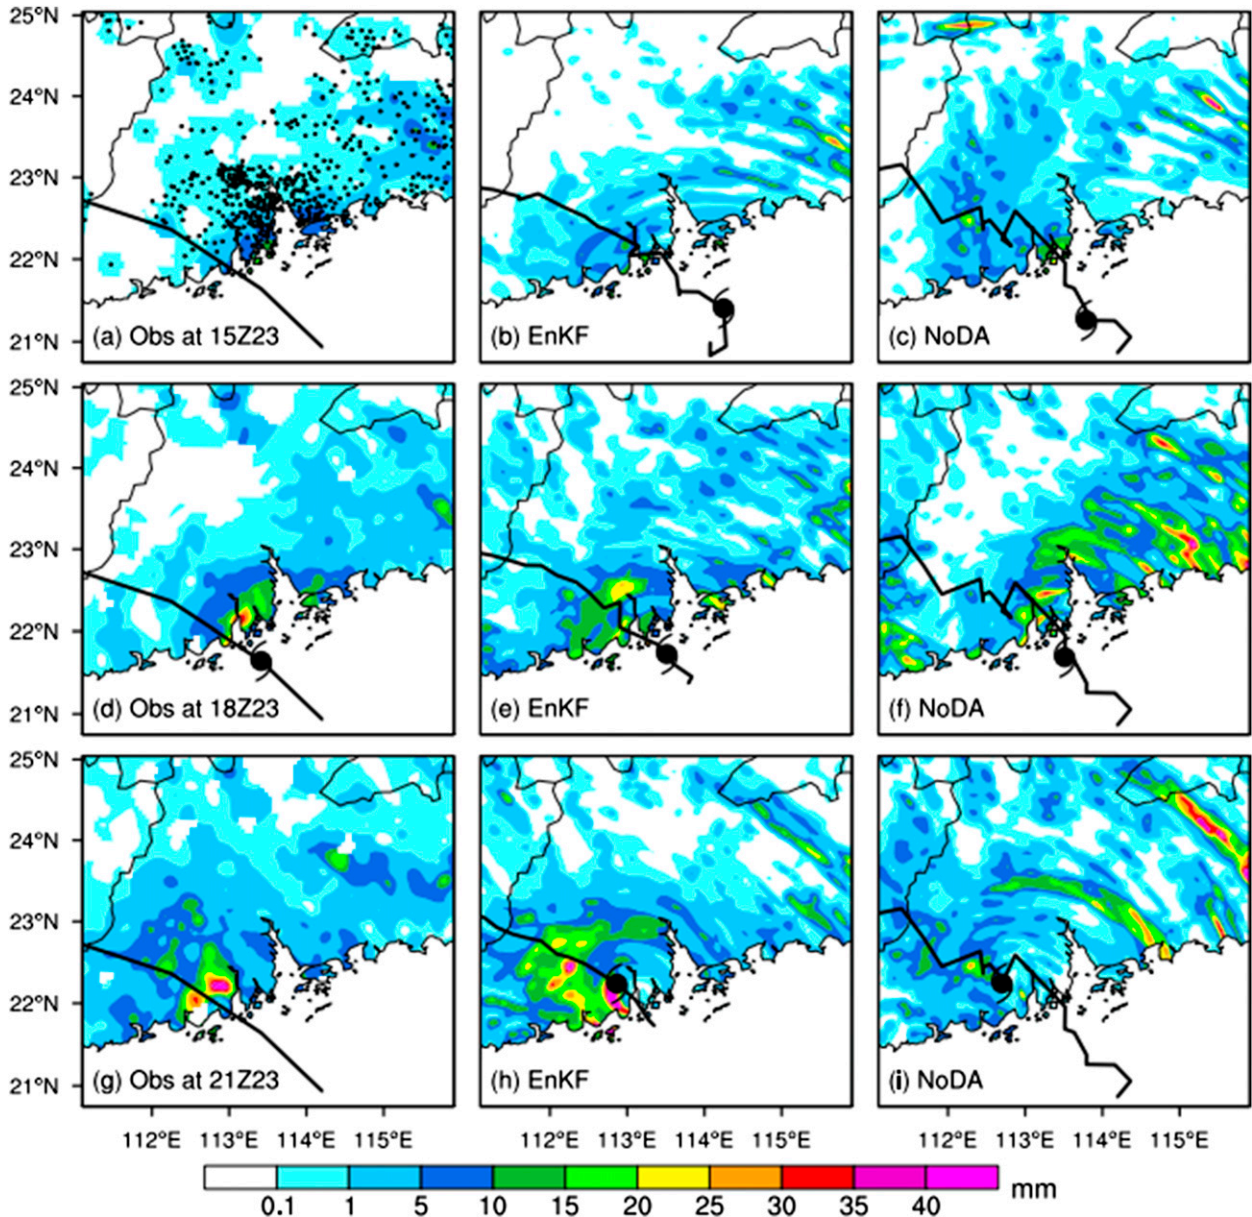 25°N
24°N
23°N
22°N
21°N
(a) Obs at 15Z23
(b) EnKF
(c) NoDA
25°N
24°N
23°N
22°N
21°N
(d) Obs at 18Z23
(e) EnKF
(f) NoDA
25°N
24°N
23°N
22°N
21°N
(g) Obs at 21Z23
(h) EnKF
(i) NoDA
112°E 113°E 114°E 115°E 112°E 113°E 114°E 115°E 112°E 113°E 114°E 115°E
0.1 1 5 10 15 20 25 30 35 40 mm